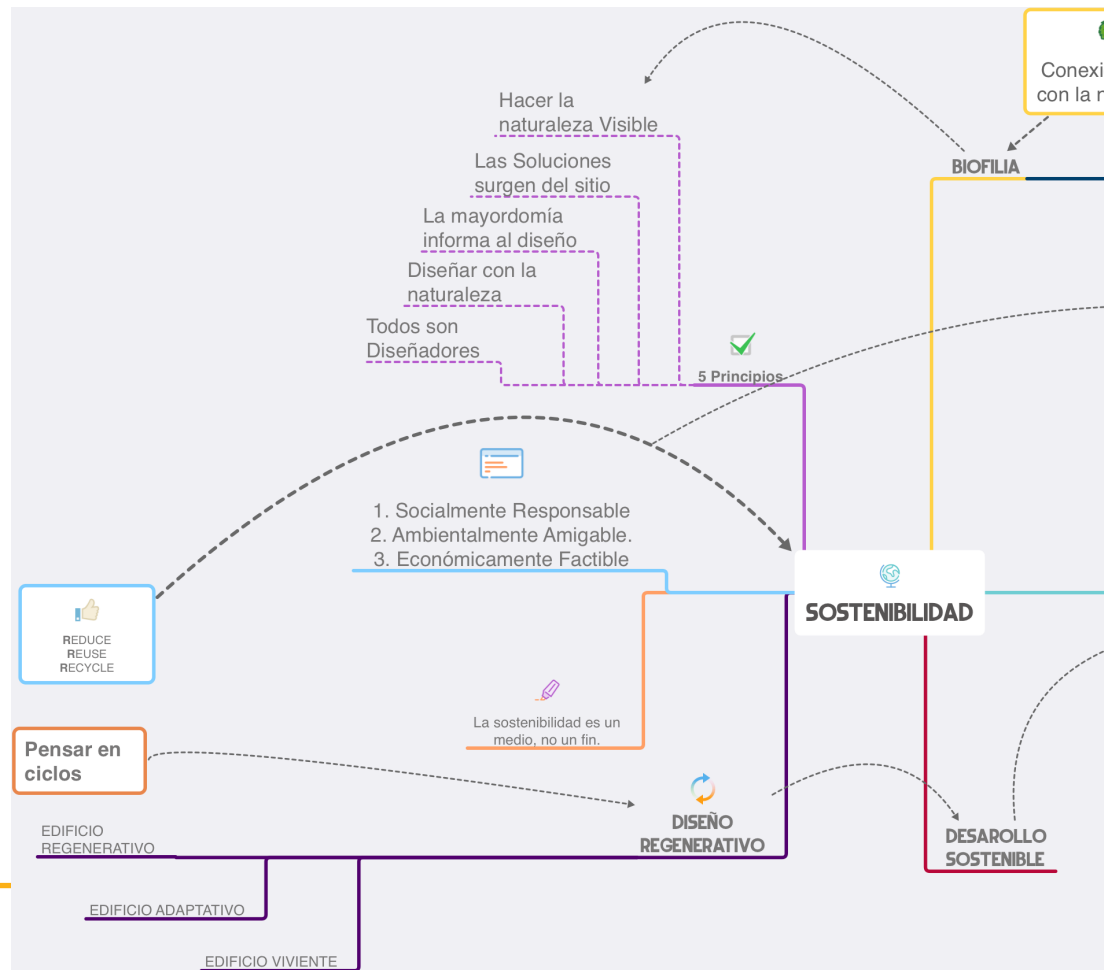 Conexi
con la n
BIOFILIA
Hacer la
naturaleza Visible
Las Soluciones
surgen del sitio
La mayordomía
informa al diseño
Diseñar con la
naturaleza
Todos son
Diseñadores
5 Principios
1. Socialmente Responsable
2. Ambientalmente Amigable.
3. Económicamente Factible
SOSTENIBILIDAD
REDUCE
REUSE
RECYCLE
La sostenibilidad es un
medio, no un fin.
Pensar en
ciclos
DISEÑO
REGENERATIVO
DESAROLLO
SOSTENIBLE
EDIFICIO
REGENERATIVO
EDIFICIO ADAPTATIVO
EDIFICIO VIVIENTE